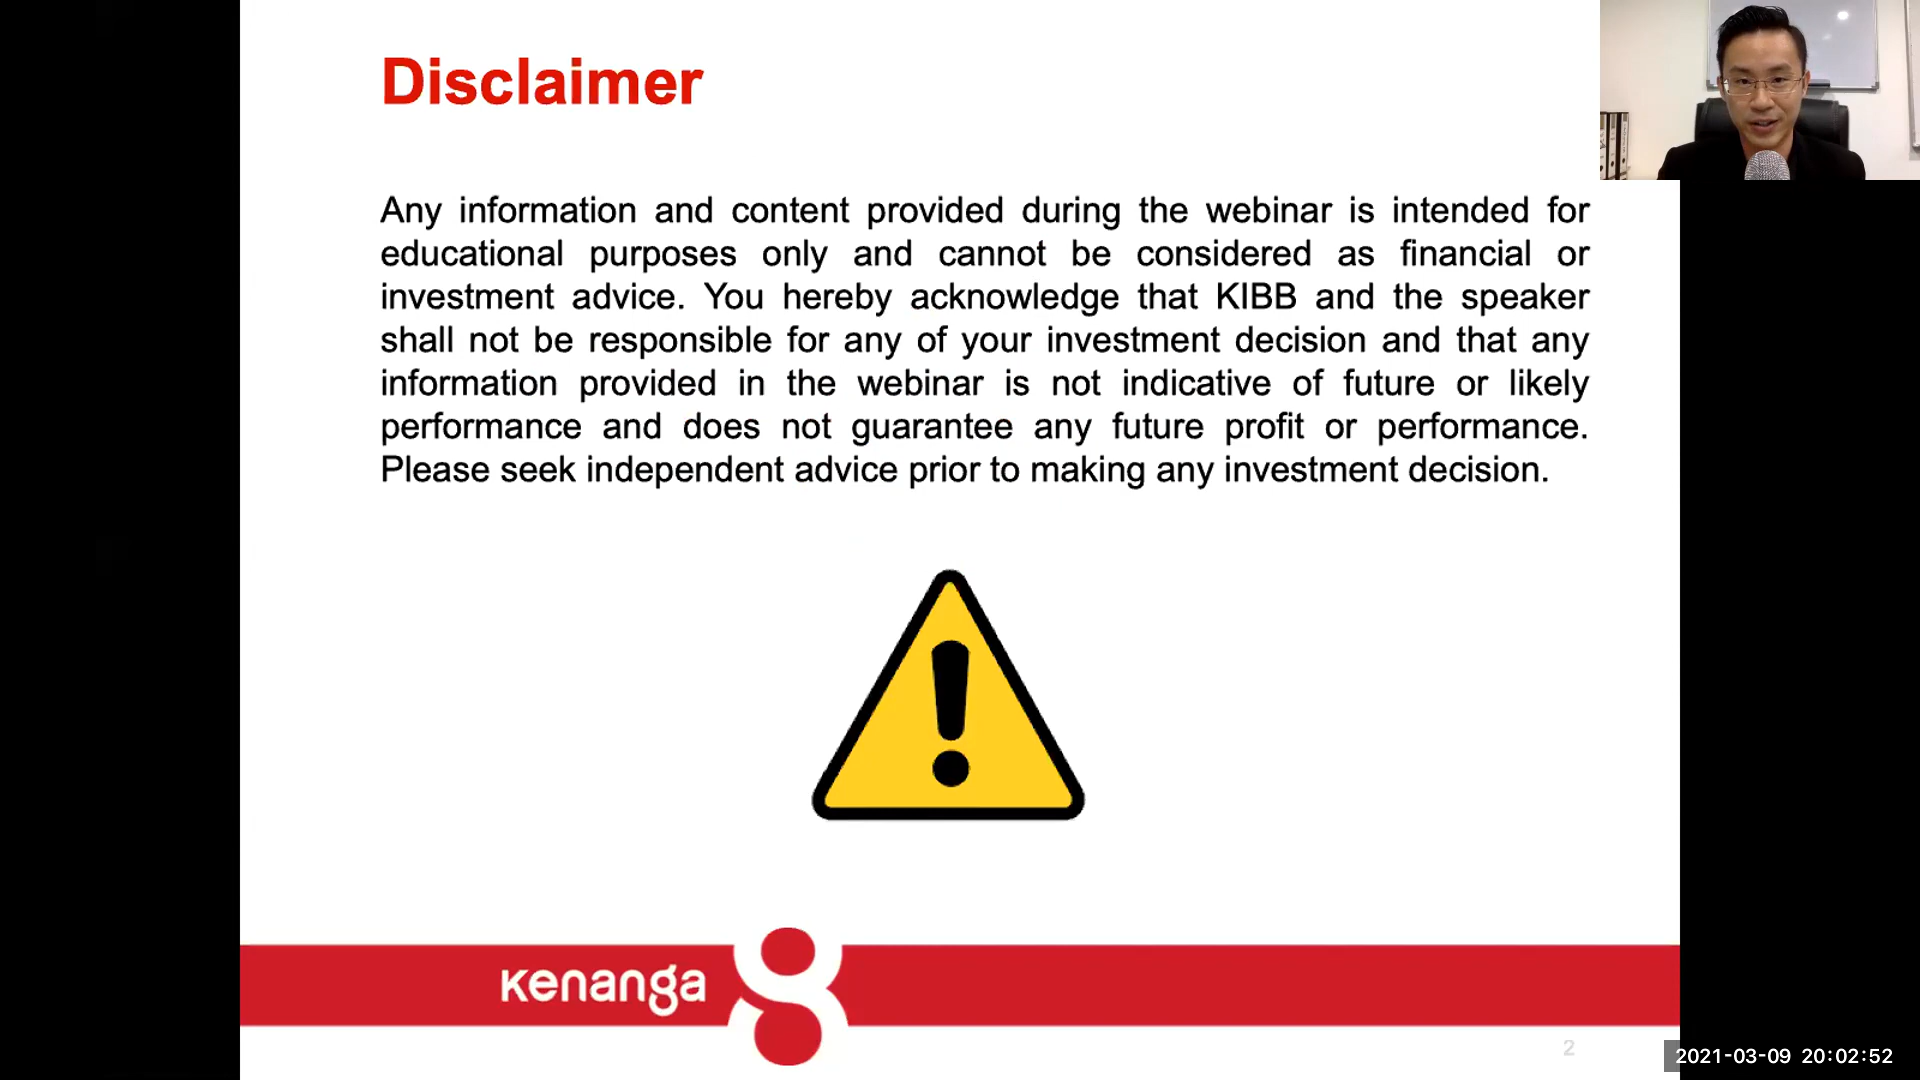 Disclaimer
Any information and content provided during the webinar is intended for
educational purposes only and cannot be considered as financial or
investment advice. You hereby acknowledge that KIBB and the speaker
shall not be responsible for any of your investment decision and that any
information provided in the webinar is not indicative of future or likely
performance and does not guarantee any future profit or performance.
Please seek independent advice prior to making any investment decision.
kenanga
2
2021-03-09 20:02:52